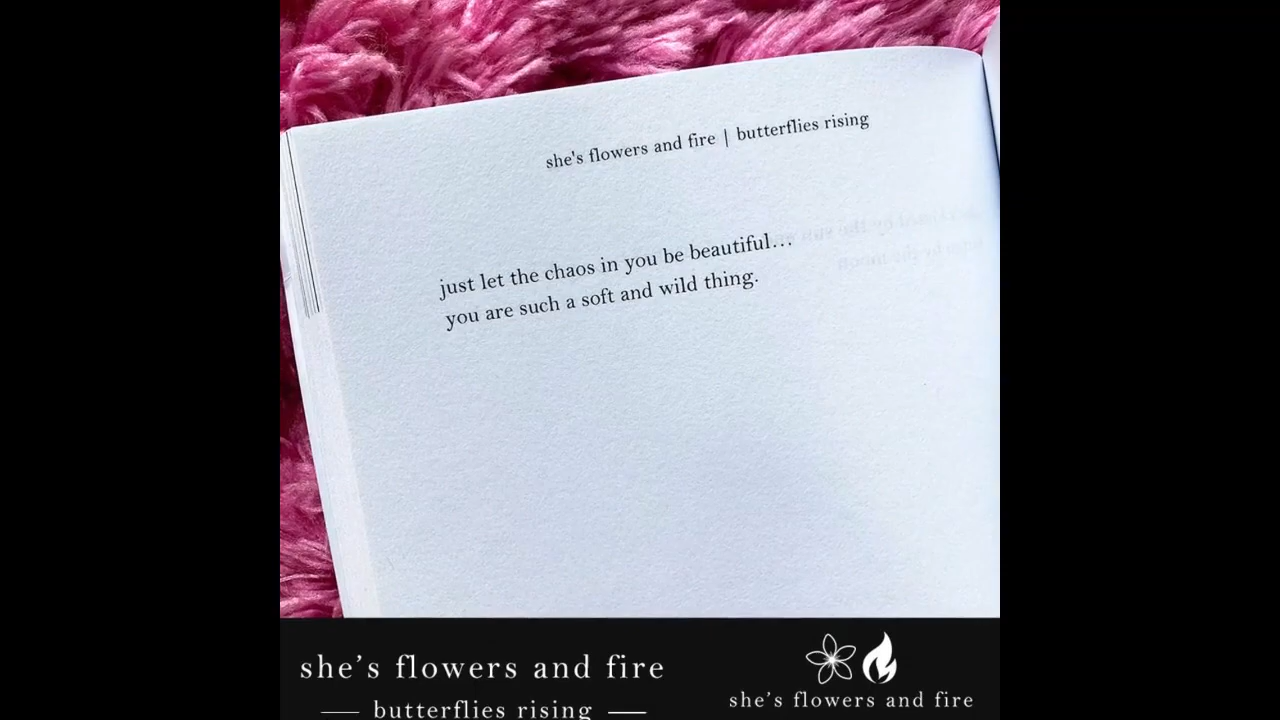 she's flowers and fire | butterflies rising
just let the chaos in you be beautiful...
you are such a soft and wild thing.
she's flowers and fire
butterflies rising
she's flowers and fire